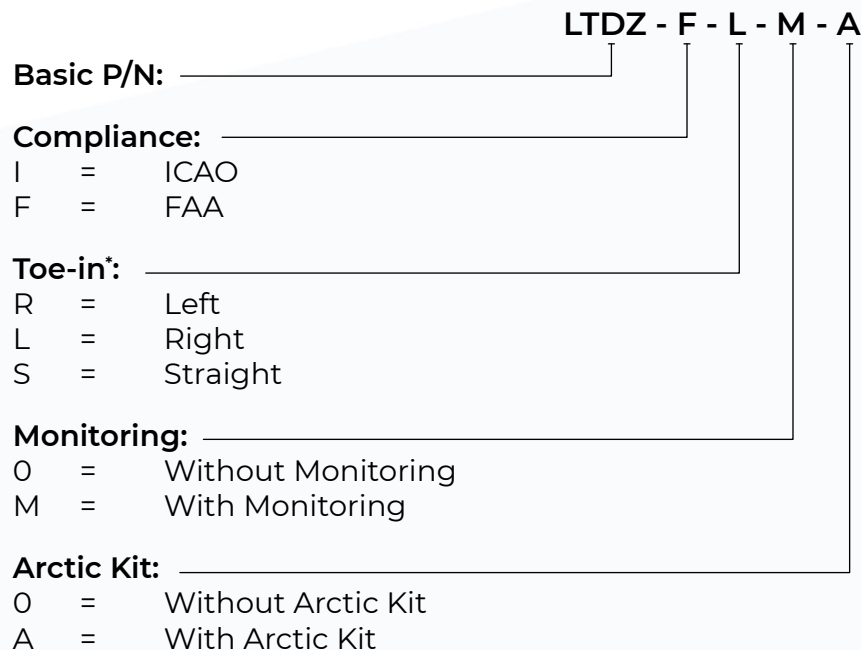 LTDZ - F - L - M - A
Basic P/N:
Compliance:
I = ICAO
F = FAA
Toe-in*:
R = Left
L = Right
S = Straight
Monitoring:
0 = Without Monitoring
M = With Monitoring
Arctic Kit:
0 = Without Arctic Kit
A = With Arctic Kit